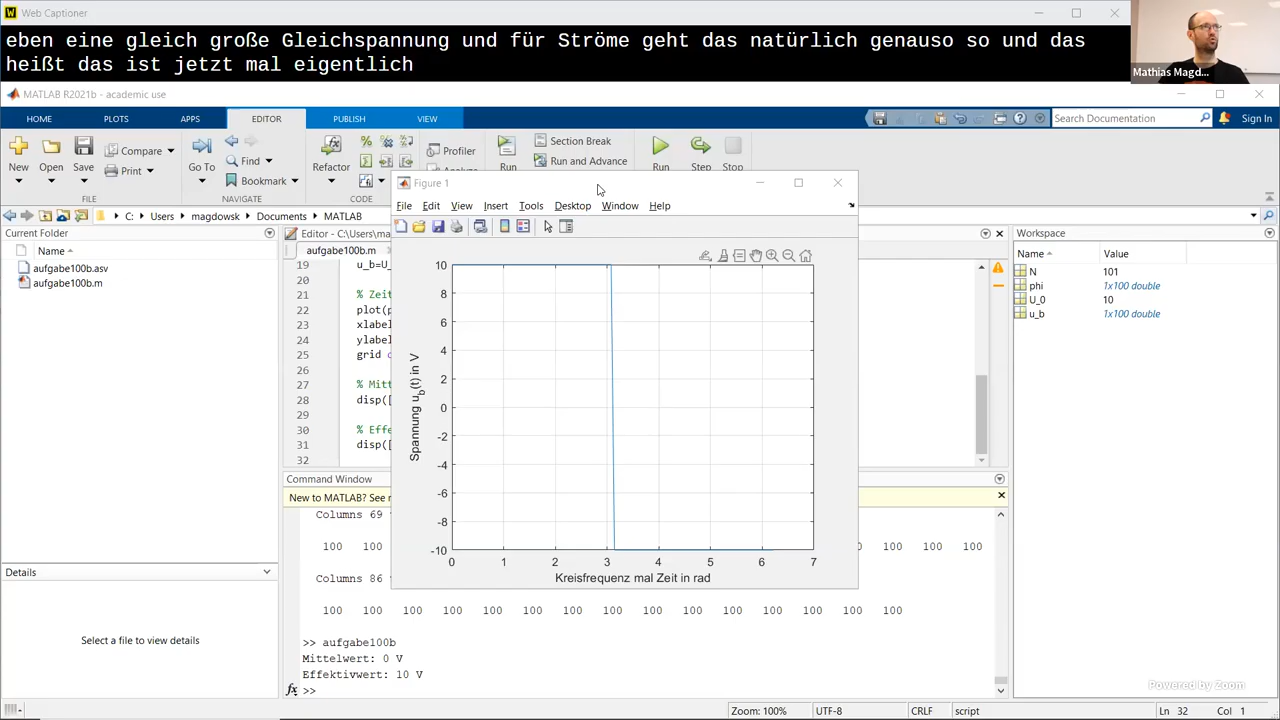 Web Captioner
eben eine gleich große Gleichspannung und für Ströme geht das natürlich genauso so und das
heißt das ist jetzt mal eigentlich
Mathias Magd...
MATLAB R2021b - academic use
HOME PLOTS APPS EDITOR PUBLISH VIEW
Search Documentation
Sign In
New Open Save Compare Print
Go To Find Bookmark
Refactor
Profiler
Analyze
Run
Section Break
Run and Advance
Run Step Stop
FILE NAVIGATE CODE
C: Users magdowsk Documents MATLAB
Current Folder
Name
aufgabe100b.asv
aufgabe100b.m
Details
Select a file to view details
Editor - C:\Users\ma
aufgabe100b.m
19 u_b=U_
20
21 % Zeit
22 plot(p
23 xlabel
24 ylabel
25 grid o
26
27 % Mitt
28 disp([
29
30 % Effe
31 disp([
32
Figure 1
File Edit View Insert Tools Desktop Window Help
Spannung u_b(t) in V
10
8
6
4
2
0
-2
-4
-6
-8
-10
0 1 2 3 4 5 6 7
Kreisfrequenz mal Zeit in rad
Command Window
New to MATLAB? See
Columns 69
100 100 100 100
Columns 86
100 100 100 100 100 100 100 100 100 100 100 100 100 100 100
>> aufgabe100b
Mittelwert: 0 V
Effektivwert: 10 V
fx >>
Workspace
Name Value
N 101
phi 1x100 double
U_0 10
u_b 1x100 double
Powered by Zoom
Zoom: 100% UTF-8 CRLF script Ln 32 Col 1